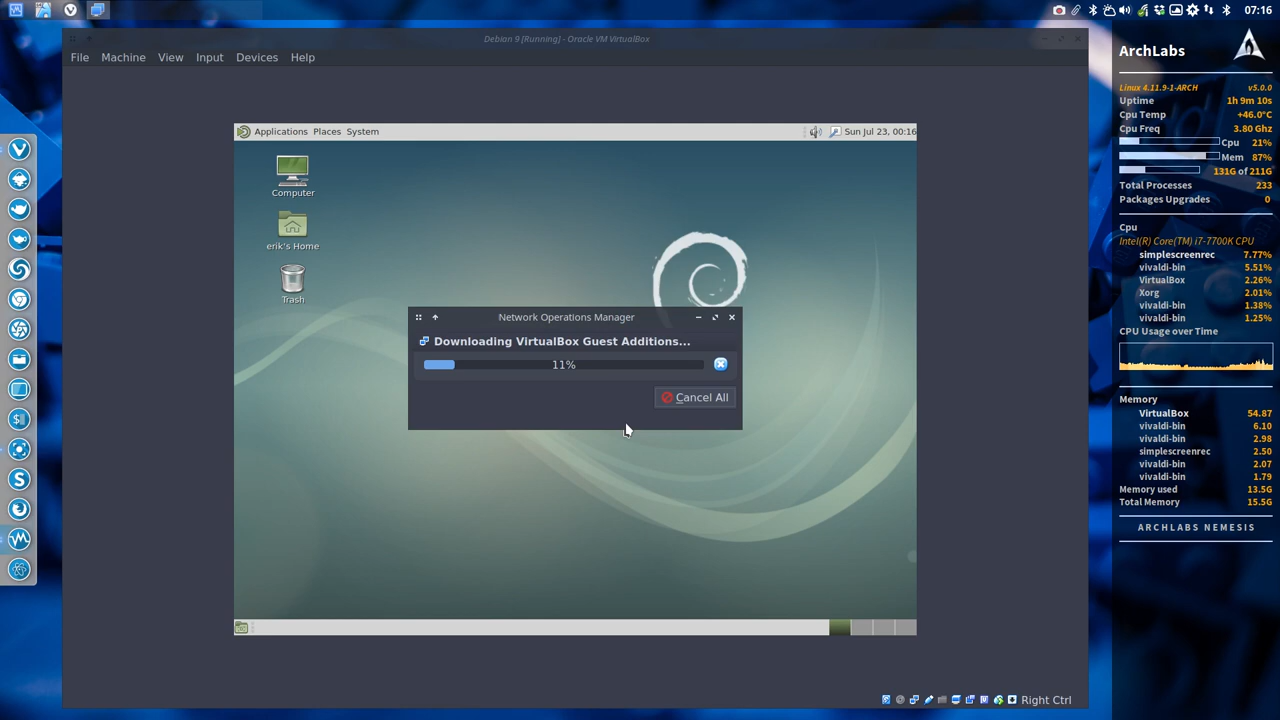 07:16
Debian 9 [Running] - Oracle VM VirtualBox
File Machine View Input Devices Help
Applications Places System
Sun Jul 23, 00:16
Computer
erik's Home
Trash
Network Operations Manager
Downloading VirtualBox Guest Additions...
11%
Cancel All
Right Ctrl
ArchLabs
Linux 4.11.9-1-ARCH v5.0.0
Uptime 1h 9m 10s
Cpu Temp +46.0°C
Cpu Freq 3.80 Ghz
Cpu 21%
Mem 87%
131G of 211G
Total Processes 233
Packages Upgrades 0
Cpu
Intel(R) Core(TM) i7-7700K CPU
simplescreenrec 7.77%
vivaldi-bin 5.51%
VirtualBox 2.26%
Xorg 2.01%
vivaldi-bin 1.38%
vivaldi-bin 1.25%
CPU Usage over Time
Memory
VirtualBox 54.87
vivaldi-bin 6.10
vivaldi-bin 2.98
simplescreenrec 2.50
vivaldi-bin 2.07
vivaldi-bin 1.79
Memory used 13.5G
Total Memory 15.5G
ARCHLABS NEMESIS